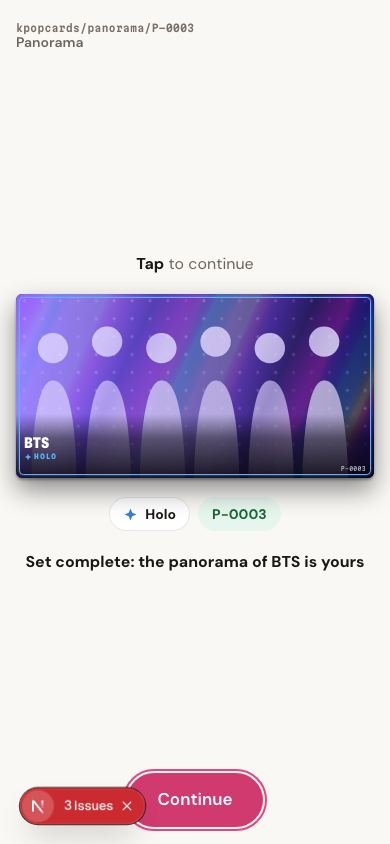 kpopcards/panorama/P-0003
Panorama
Tap to continue
BTS
HOLO
P-0003
Holo
P-0003
Set complete: the panorama of BTS is yours
Continue
N 3 Issues